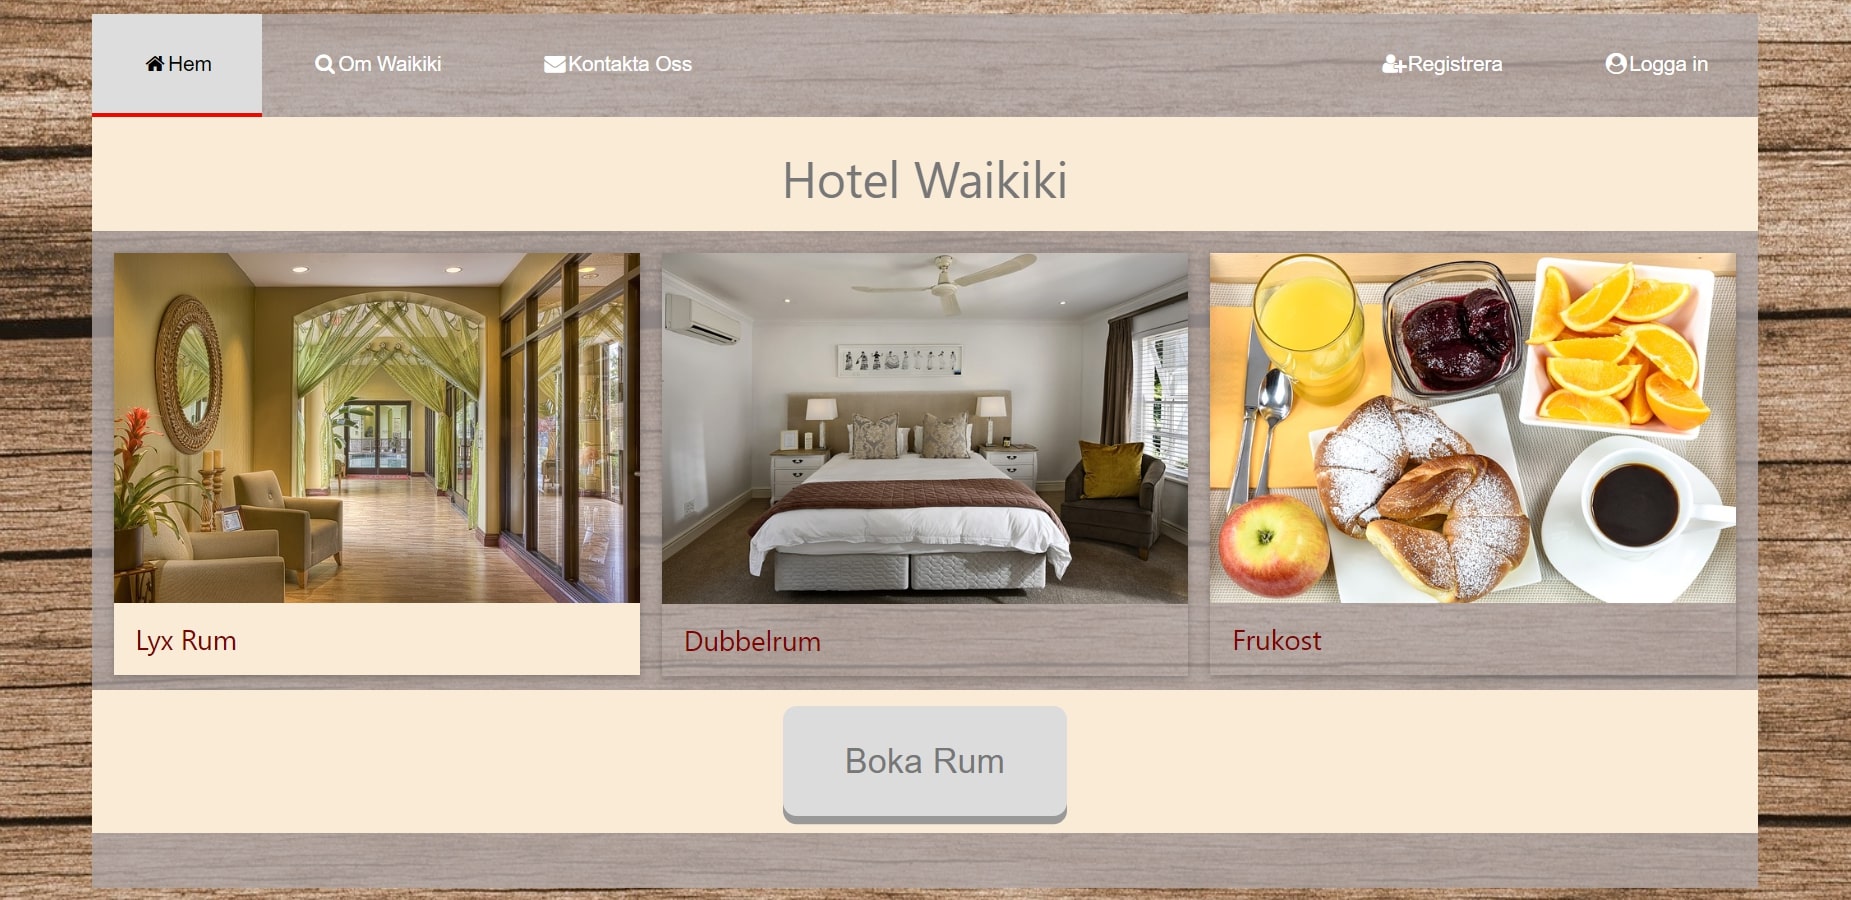 Hem
Om Waikiki
Kontakta Oss
Registrera
Logga in
Hotel Waikiki
Lyx Rum
Dubbelrum
Frukost
Boka Rum